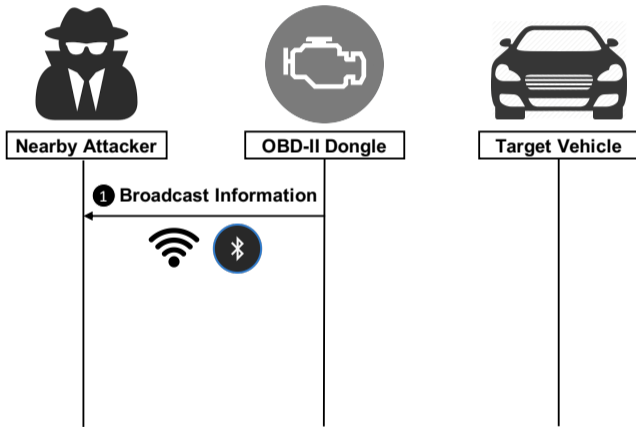 Nearby Attacker
OBD-II Dongle
Target Vehicle
1 Broadcast Information